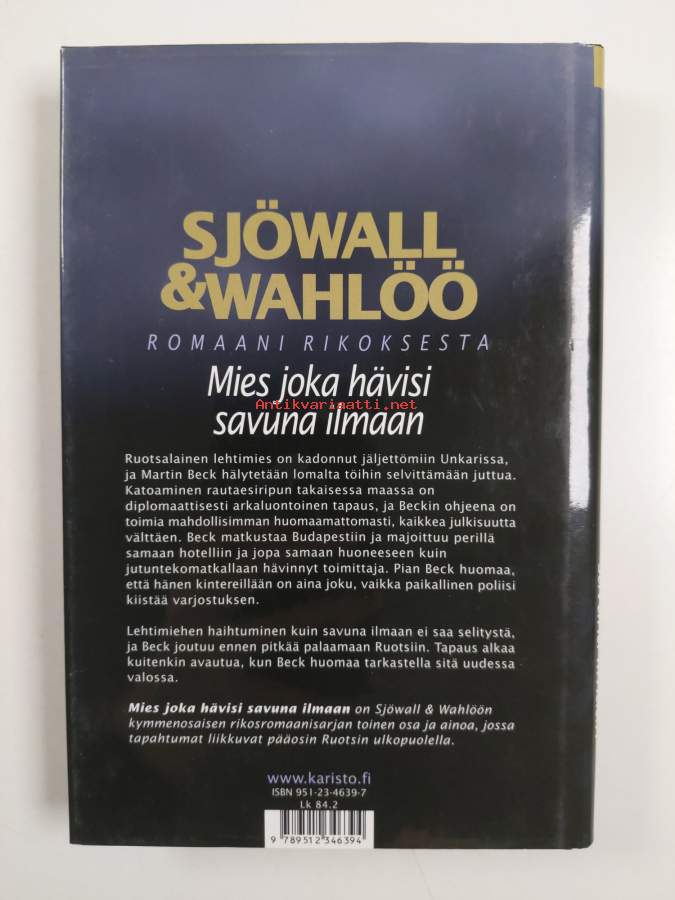 SJÖWALL
&WAHLÖÖ
ROMAANI RIKOKSESTA
Mies joka hävisi
savuna ilmaan
Antikvariaatti.net
Ruotsalainen lehtimies on kadonnut jäljettömiin Unkarissa,
ja Martin Beck hälytetään lomalta töihin selvittämään juttua.
Katoaminen rautaesiripun takaisessa maassa on
diplomaattisesti arkaluontoinen tapaus, ja Beckin ohjeena on
toimia mahdollisimman huomaamattomasti, kaikkea julkisuutta
välttäen. Beck matkustaa Budapestiin ja majoittuu perillä
samaan hotelliin ja jopa samaan huoneeseen kuin
jutuntekomatkallaan hävinnyt toimittaja. Pian Beck huomaa,
että hänen kintereillään on aina joku, vaikka paikallinen poliisi
kiistää varjostuksen.
Lehtimiehen haihtuminen kuin savuna ilmaan ei saa selitystä,
ja Beck joutuu ennen pitkää palaamaan Ruotsiin. Tapaus alkaa
kuitenkin avautua, kun Beck huomaa tarkastella sitä uudessa
valossa.
Mies joka hävisi savuna ilmaan on Sjöwall & Wahlöön
kymmenosaisen rikosromaanisarjan toinen osa ja ainoa, jossa
tapahtumat liikkuvat pääosin Ruotsin ulkopuolella.
www.karisto.fi
ISBN 951-23-4639-7
Lk 84.2
9 789512 346394